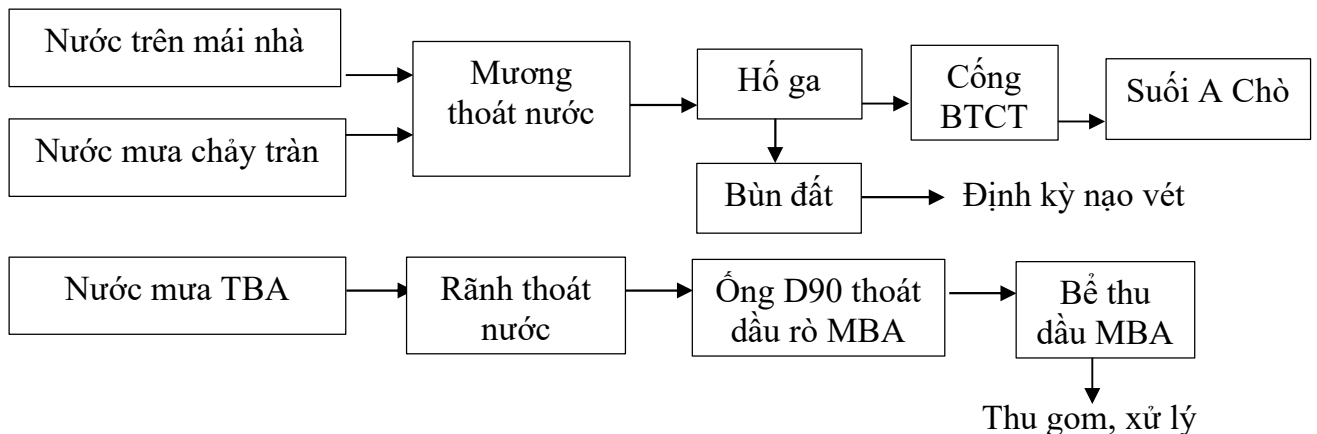 Nước trên mái nhà
Nước mưa chảy tràn
Mương
thoát nước
Hố ga
Cống
BTCT
Suối A Chò
Bùn đất
Định kỳ nạo vét
Nước mưa TBA
Rãnh thoát
nước
Ống D90 thoát
dầu rò MBA
Bể thu
dầu MBA
Thu gom, xử lý